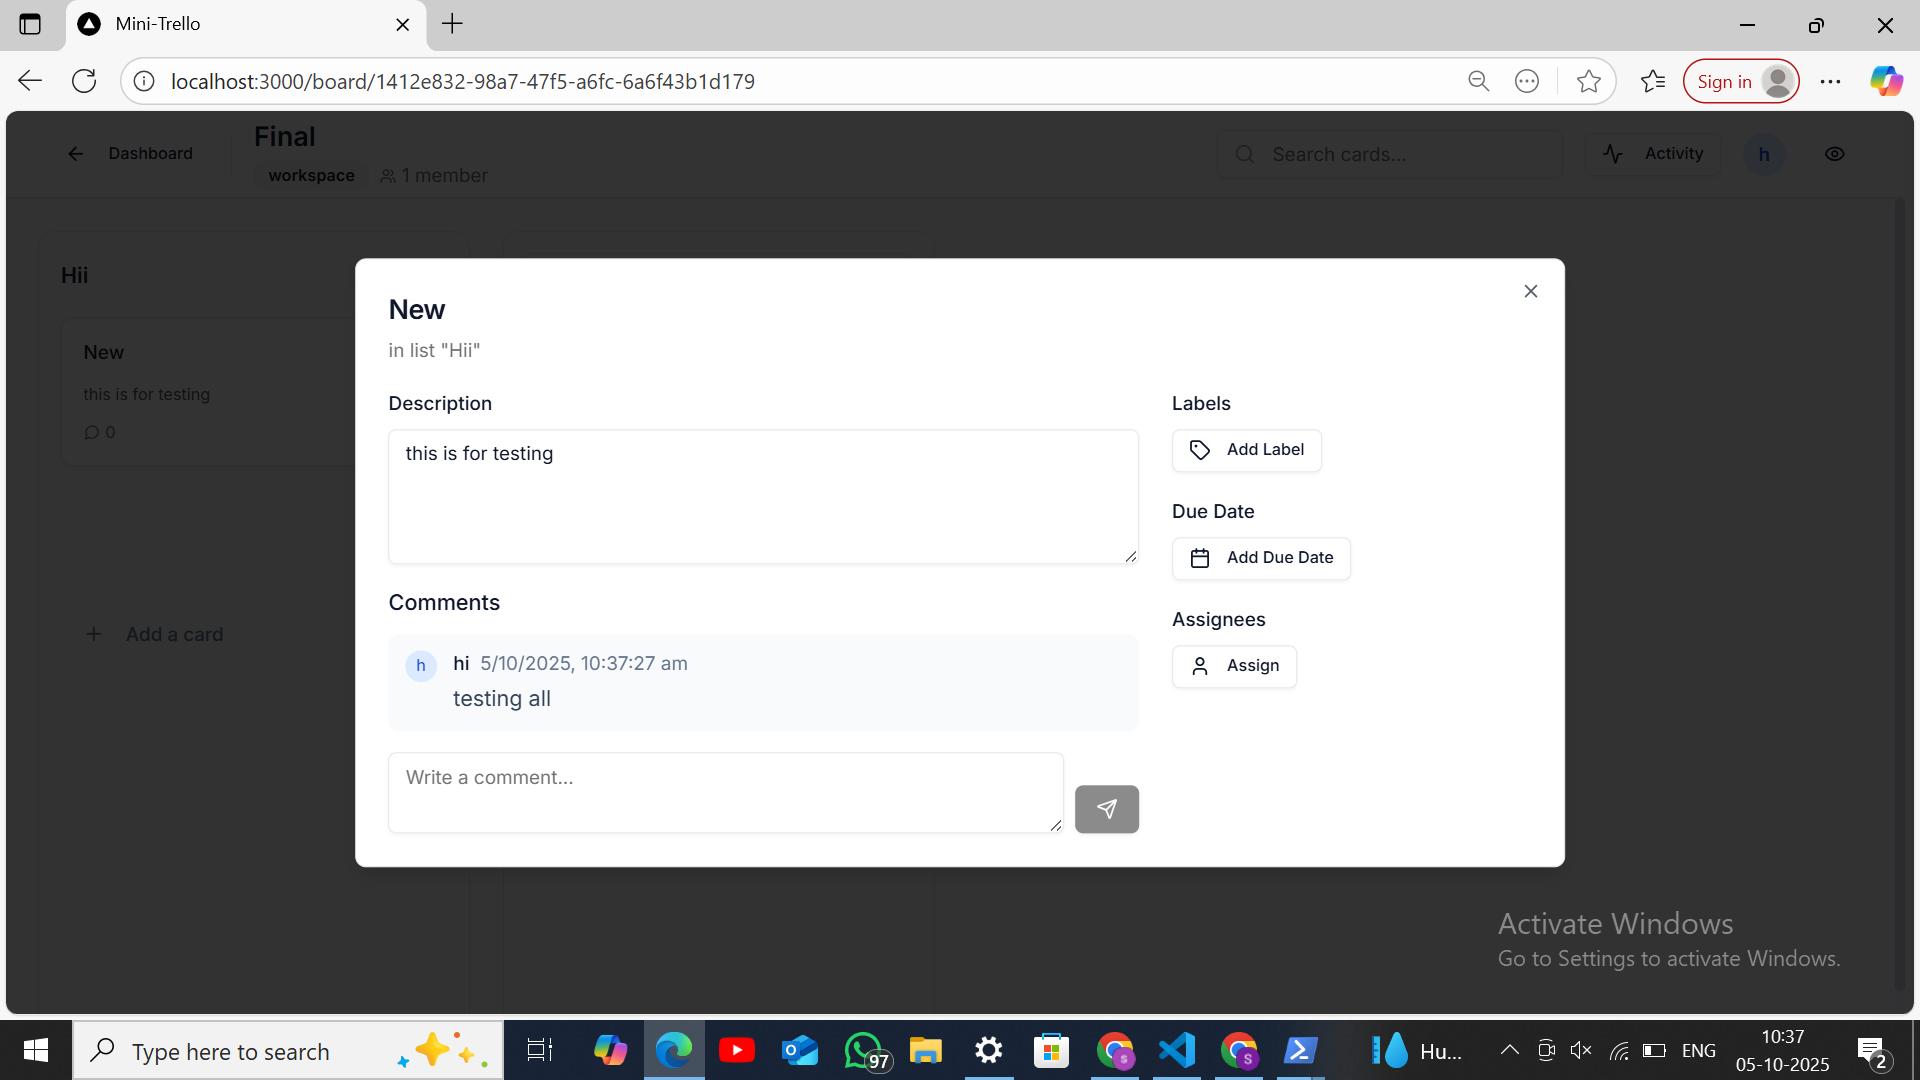 Mini-Trello
localhost:3000/board/1412e832-98a7-47f5-a6fc-6a6f43b1d179
Sign in
Dashboard
Final
workspace
1 member
Search cards...
Activity
h
Hii
New
this is for testing
0
Add a card
New
in list "Hii"
Description
this is for testing
Comments
h
hi 5/10/2025, 10:37:27 am
testing all
Write a comment...
Labels
Add Label
Due Date
Add Due Date
Assignees
Assign
Activate Windows
Go to Settings to activate Windows.
Type here to search
97
s
S
Hu...
ENG
10:37
05-10-2025
2